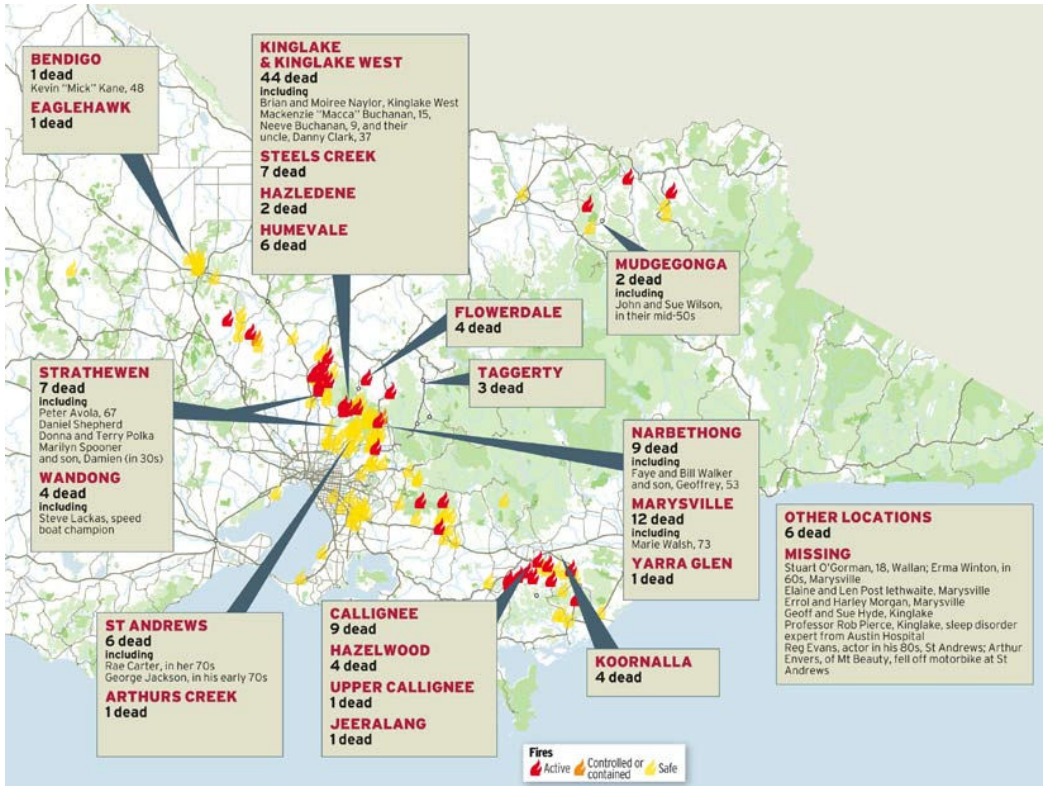 BENDIGO
1 dead
Kevin "Mick" Kane, 48
EAGLEHAWK
1 dead
KINGLAKE
& KINGLAKE WEST
44 dead
including
Brian and Moiree Naylor, Kinglake West
Mackenzie "Macca" Buchanan, 15,
Neeve Buchanan, 9, and their
uncle, Danny Clark, 37
STEELS CREEK
7 dead
HAZLEDENE
2 dead
HUMEVALE
6 dead
MUDGEGONGA
2 dead
including
John and Sue Wilson,
in their mid-50s
FLOWERDALE
4 dead
TAGGERTY
3 dead
STRATHEWEN
7 dead
including
Peter Avola, 67
Daniel Shepherd
Donna and Terry Polka
Marilyn Spooner
and son, Damien (in 30s)
WANDONG
4 dead
including
Steve Lackas, speed
boat champion
NARBETHONG
9 dead
including
Faye and Bill Walker
and son, Geoffrey, 53
MARYSVILLE
12 dead
including
Marie Walsh, 73
YARRA GLEN
1 dead
OTHER LOCATIONS
6 dead
MISSING
Stuart O'Gorman, 18, Wallan; Erma Winton, in
60s, Marysville
Elaine and Len Post lethwaite, Marysville
Errol and Harley Morgan, Marysville
Geoff and Sue Hyde, Kinglake
Professor Rob Pierce, Kinglake, sleep disorder
expert from Austin Hospital
Reg Evans, actor in his 80s, St Andrews; Arthur
Envers, of Mt Beauty, fell off motorbike at St
Andrews
ST ANDREWS
6 dead
including
Rae Carter, in her 70s
George Jackson, in his early 70s
ARTHURS CREEK
1 dead
CALLIGNEE
9 dead
HAZELWOOD
4 dead
UPPER CALLIGNEE
1 dead
JEERALANG
1 dead
KOORNALLA
4 dead
Fires
Active
Controlled or
contained
Safe